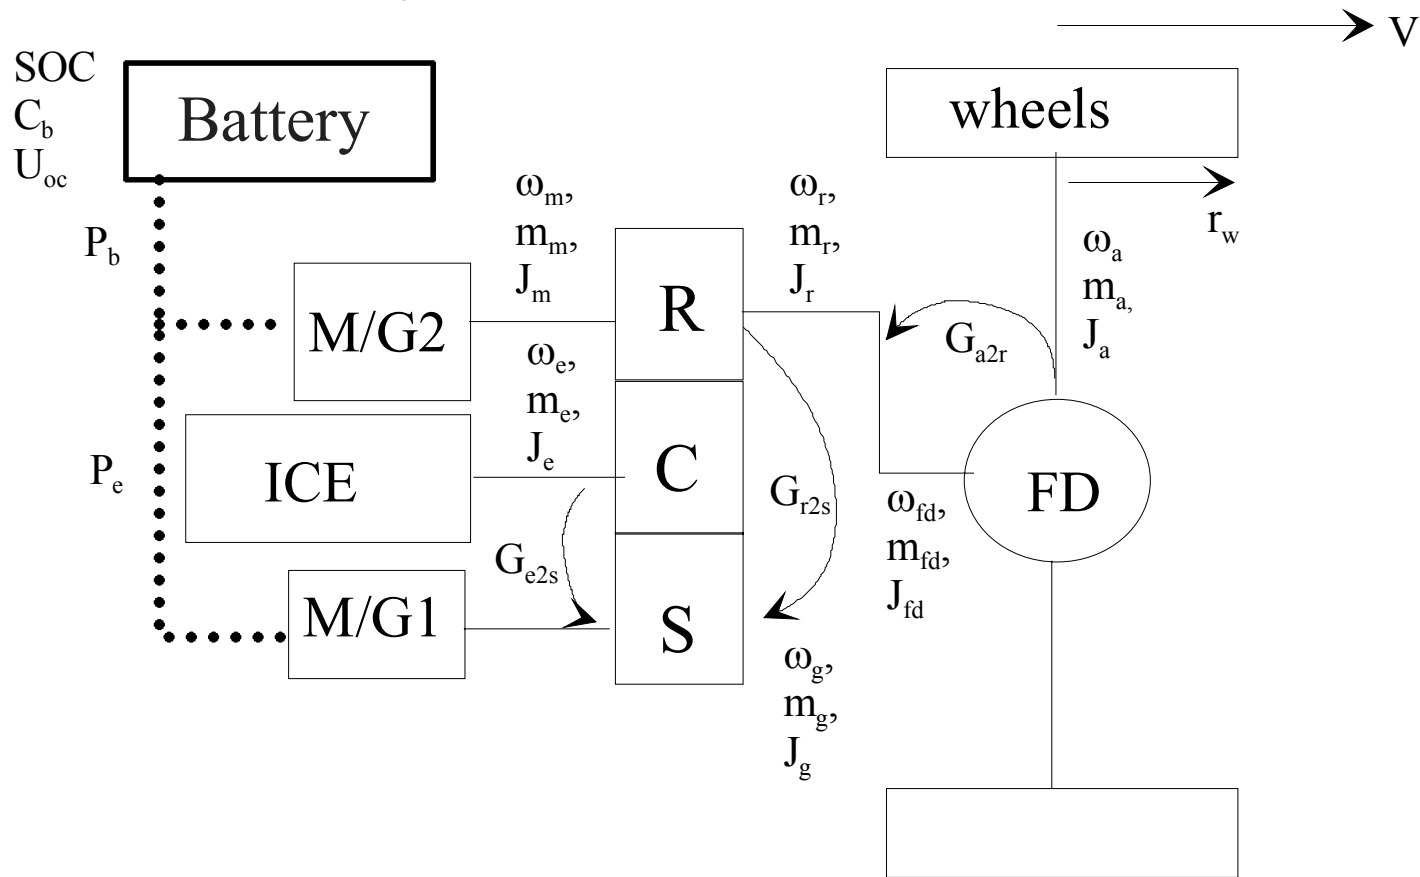 V
SOC
C_b
U_oc
Battery
wheels
P_b
ω_m,
m_m,
J_m
ω_r,
m_r,
J_r
r_w
ω_a
m_a,
J_a
M/G2
R
G_a2r
ω_e,
m_e,
J_e
P_e
ICE
C
G_r2s
ω_fd,
m_fd,
J_fd
FD
G_e2s
M/G1
S
ω_g,
m_g,
J_g